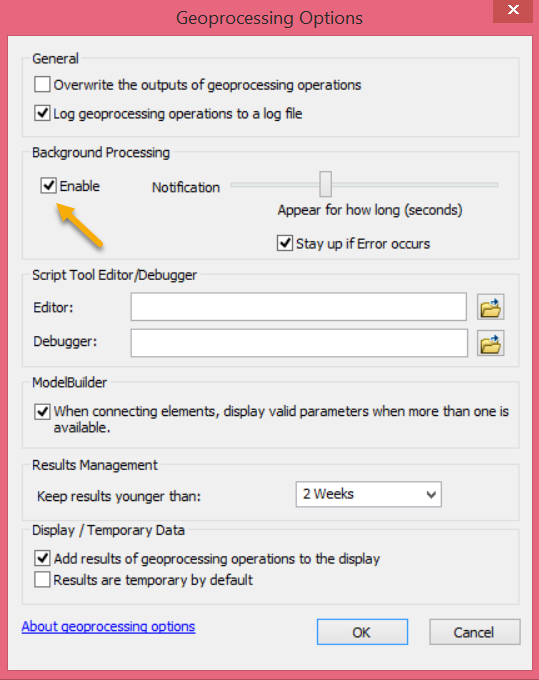 Geoprocessing Options
General
Overwrite the outputs of geoprocessing operations
Log geoprocessing operations to a log file
Background Processing
Enable
Notification
Appear for how long (seconds)
Stay up if Error occurs
Script Tool Editor/Debugger
Editor:
Debugger:
ModelBuilder
When connecting elements, display valid parameters when more than one is
available.
Results Management
Keep results younger than:
2 Weeks
Display / Temporary Data
Add results of geoprocessing operations to the display
Results are temporary by default
About geoprocessing options
OK
Cancel